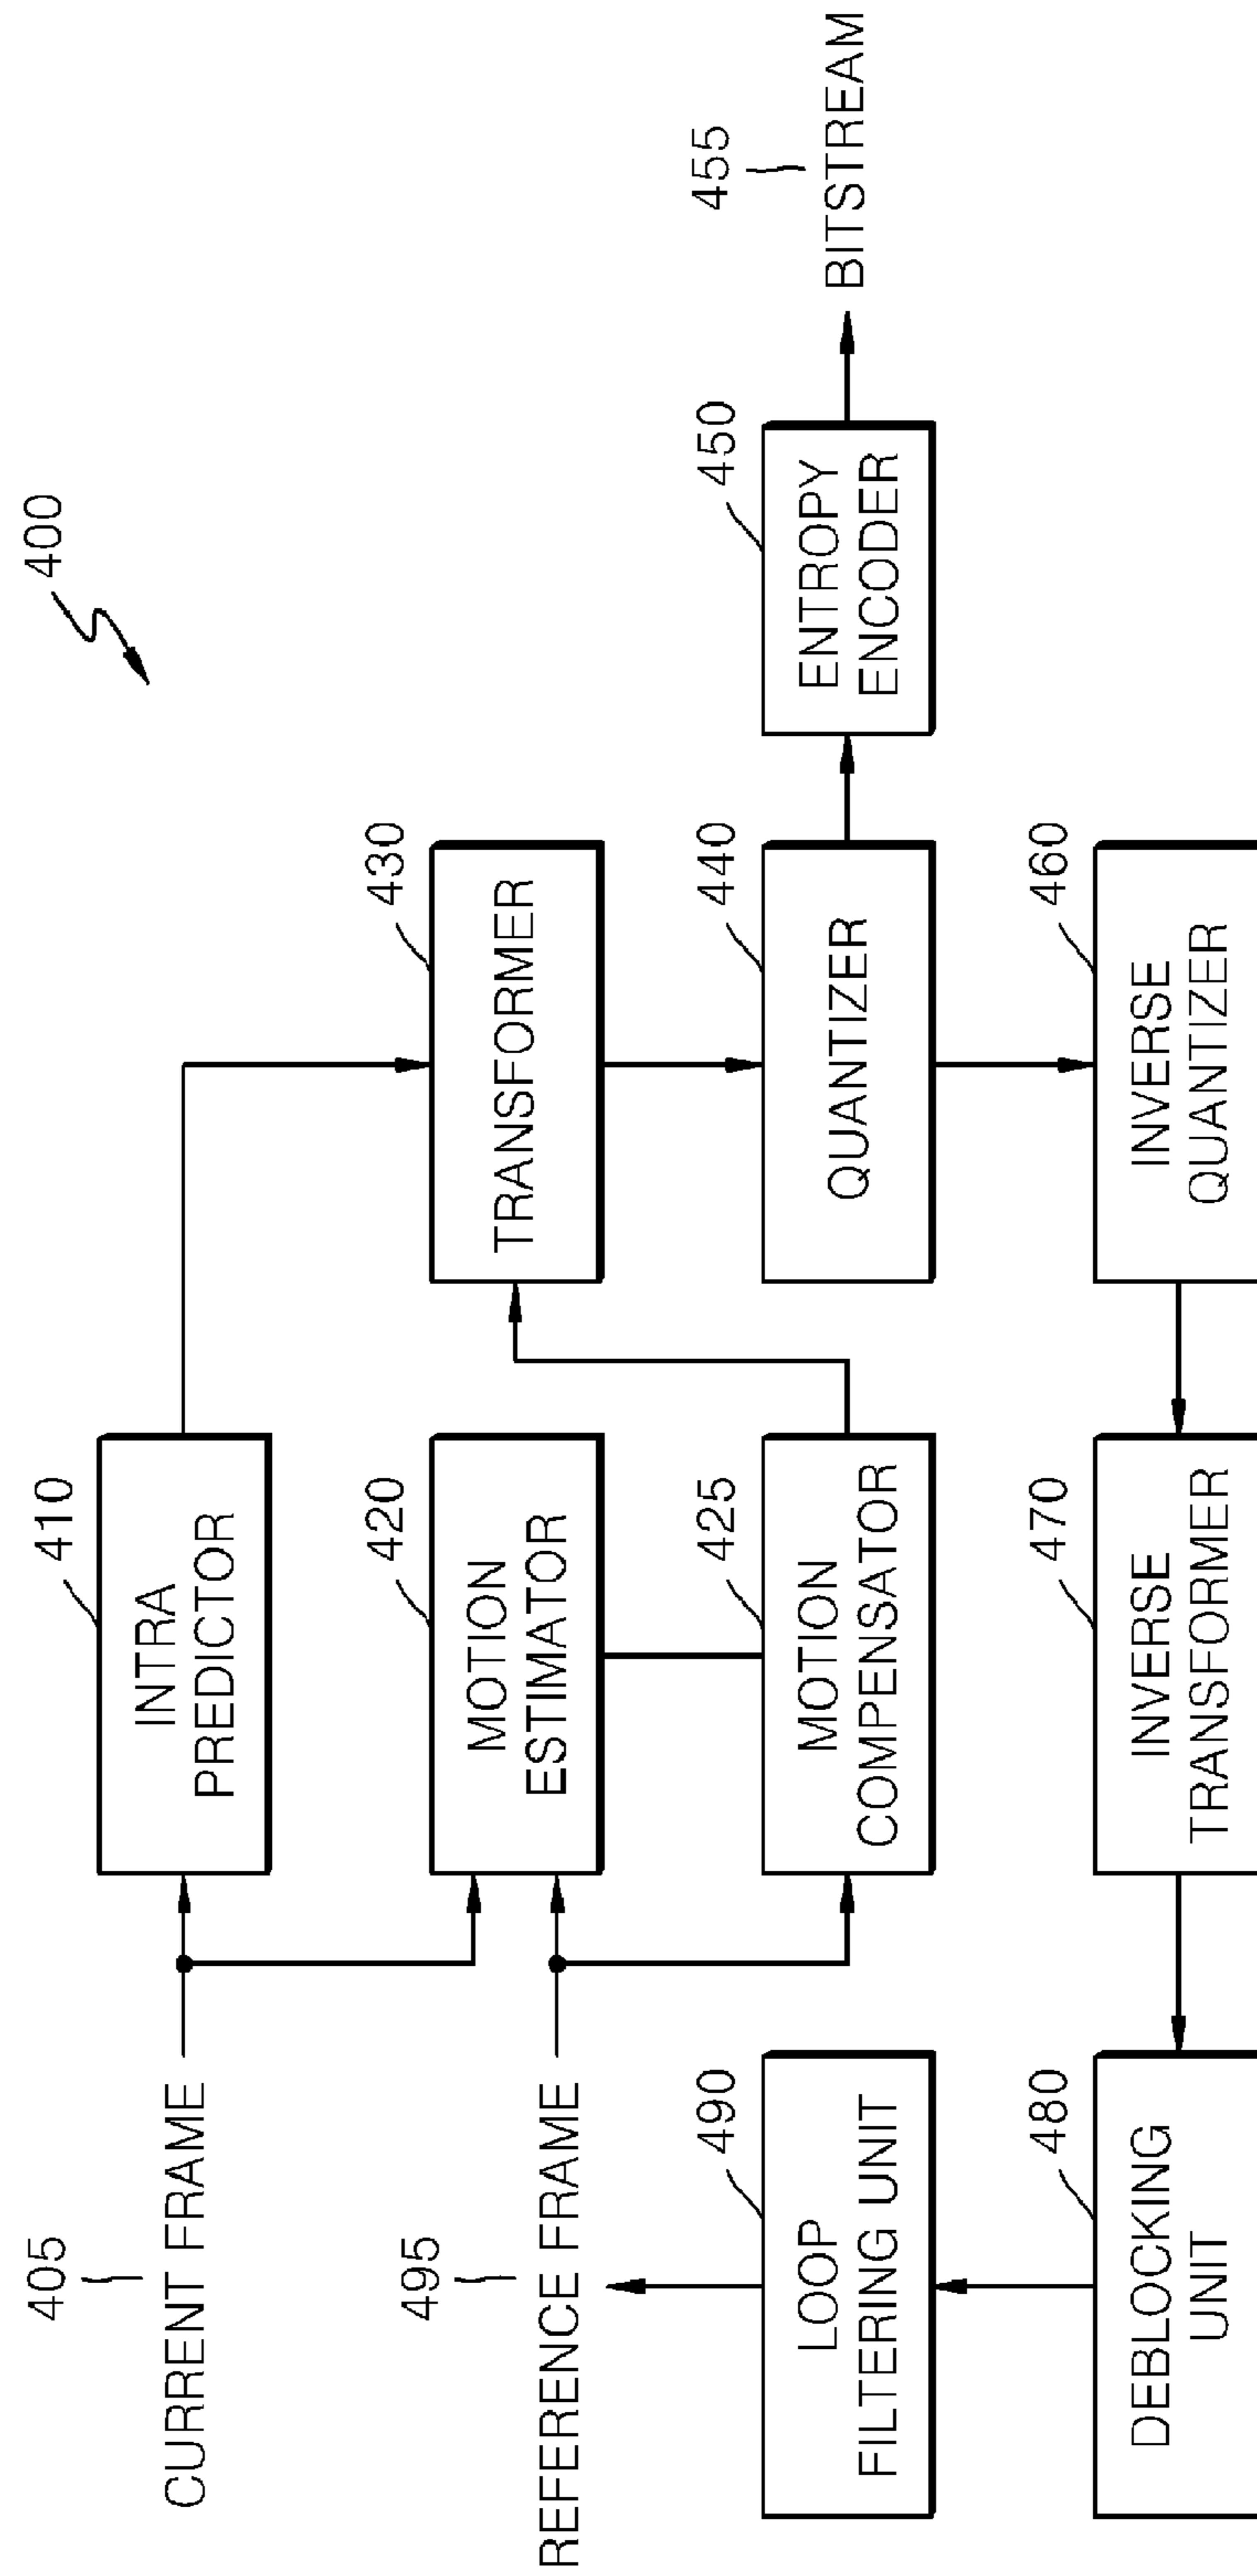 400
405
CURRENT FRAME
410
INTRA
PREDICTOR
495
REFERENCE FRAME
420
MOTION
ESTIMATOR
430
TRANSFORMER
490
LOOP
FILTERING UNIT
425
MOTION
COMPENSATOR
440
QUANTIZER
450
ENTROPY
ENCODER
455
BITSTREAM
480
DEBLOCKING
UNIT
470
INVERSE
TRANSFORMER
460
INVERSE
QUANTIZER